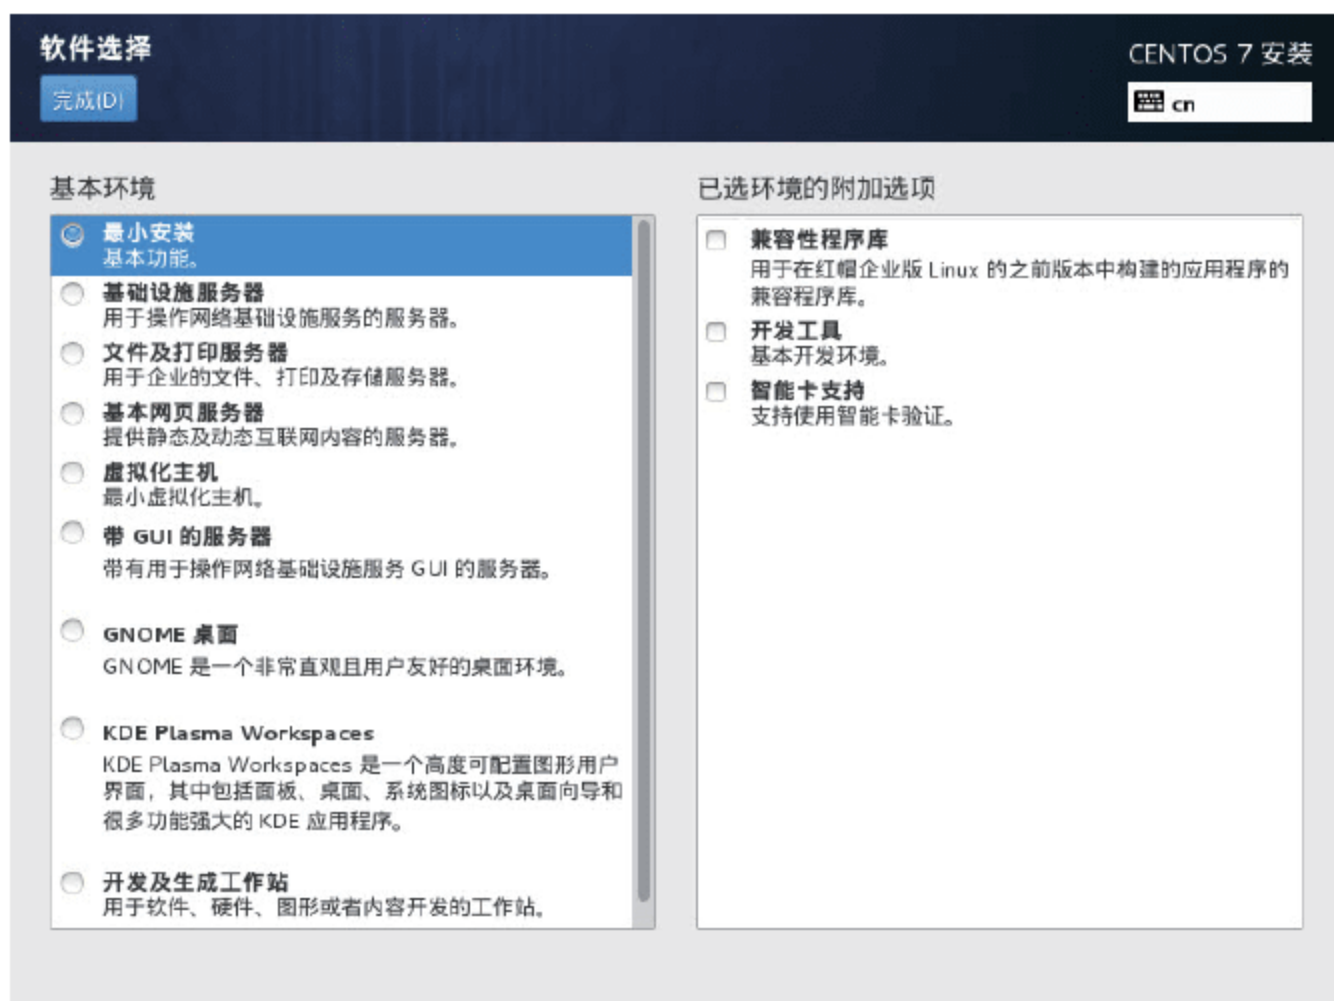 软件选择
完成(D)
CENTOS 7 安装
cn
基本环境
最小安装
基本功能。
基础设施服务器
用于操作网络基础设施服务的服务器。
文件及打印服务器
用于企业的文件、打印及存储服务器。
基本网页服务器
提供静态及动态互联网内容的服务器。
虚拟化主机
最小虚拟化主机。
带 GUI 的服务器
带有用于操作网络基础设施服务 GUI 的服务器。
GNOME 桌面
GNOME 是一个非常直观且用户友好的桌面环境。
KDE Plasma Workspaces
KDE Plasma Workspaces 是一个高度可配置图形用户
界面，其中包括面板、桌面、系统图标以及桌面向导和
很多功能强大的 KDE 应用程序。
开发及生成工作站
用于软件、硬件、图形或者内容开发的工作站。
已选环境的附加选项
兼容性程序库
用于在红帽企业版 Linux 的之前版本中构建的应用程序的
兼容程序库。
开发工具
基本开发环境。
智能卡支持
支持使用智能卡验证。